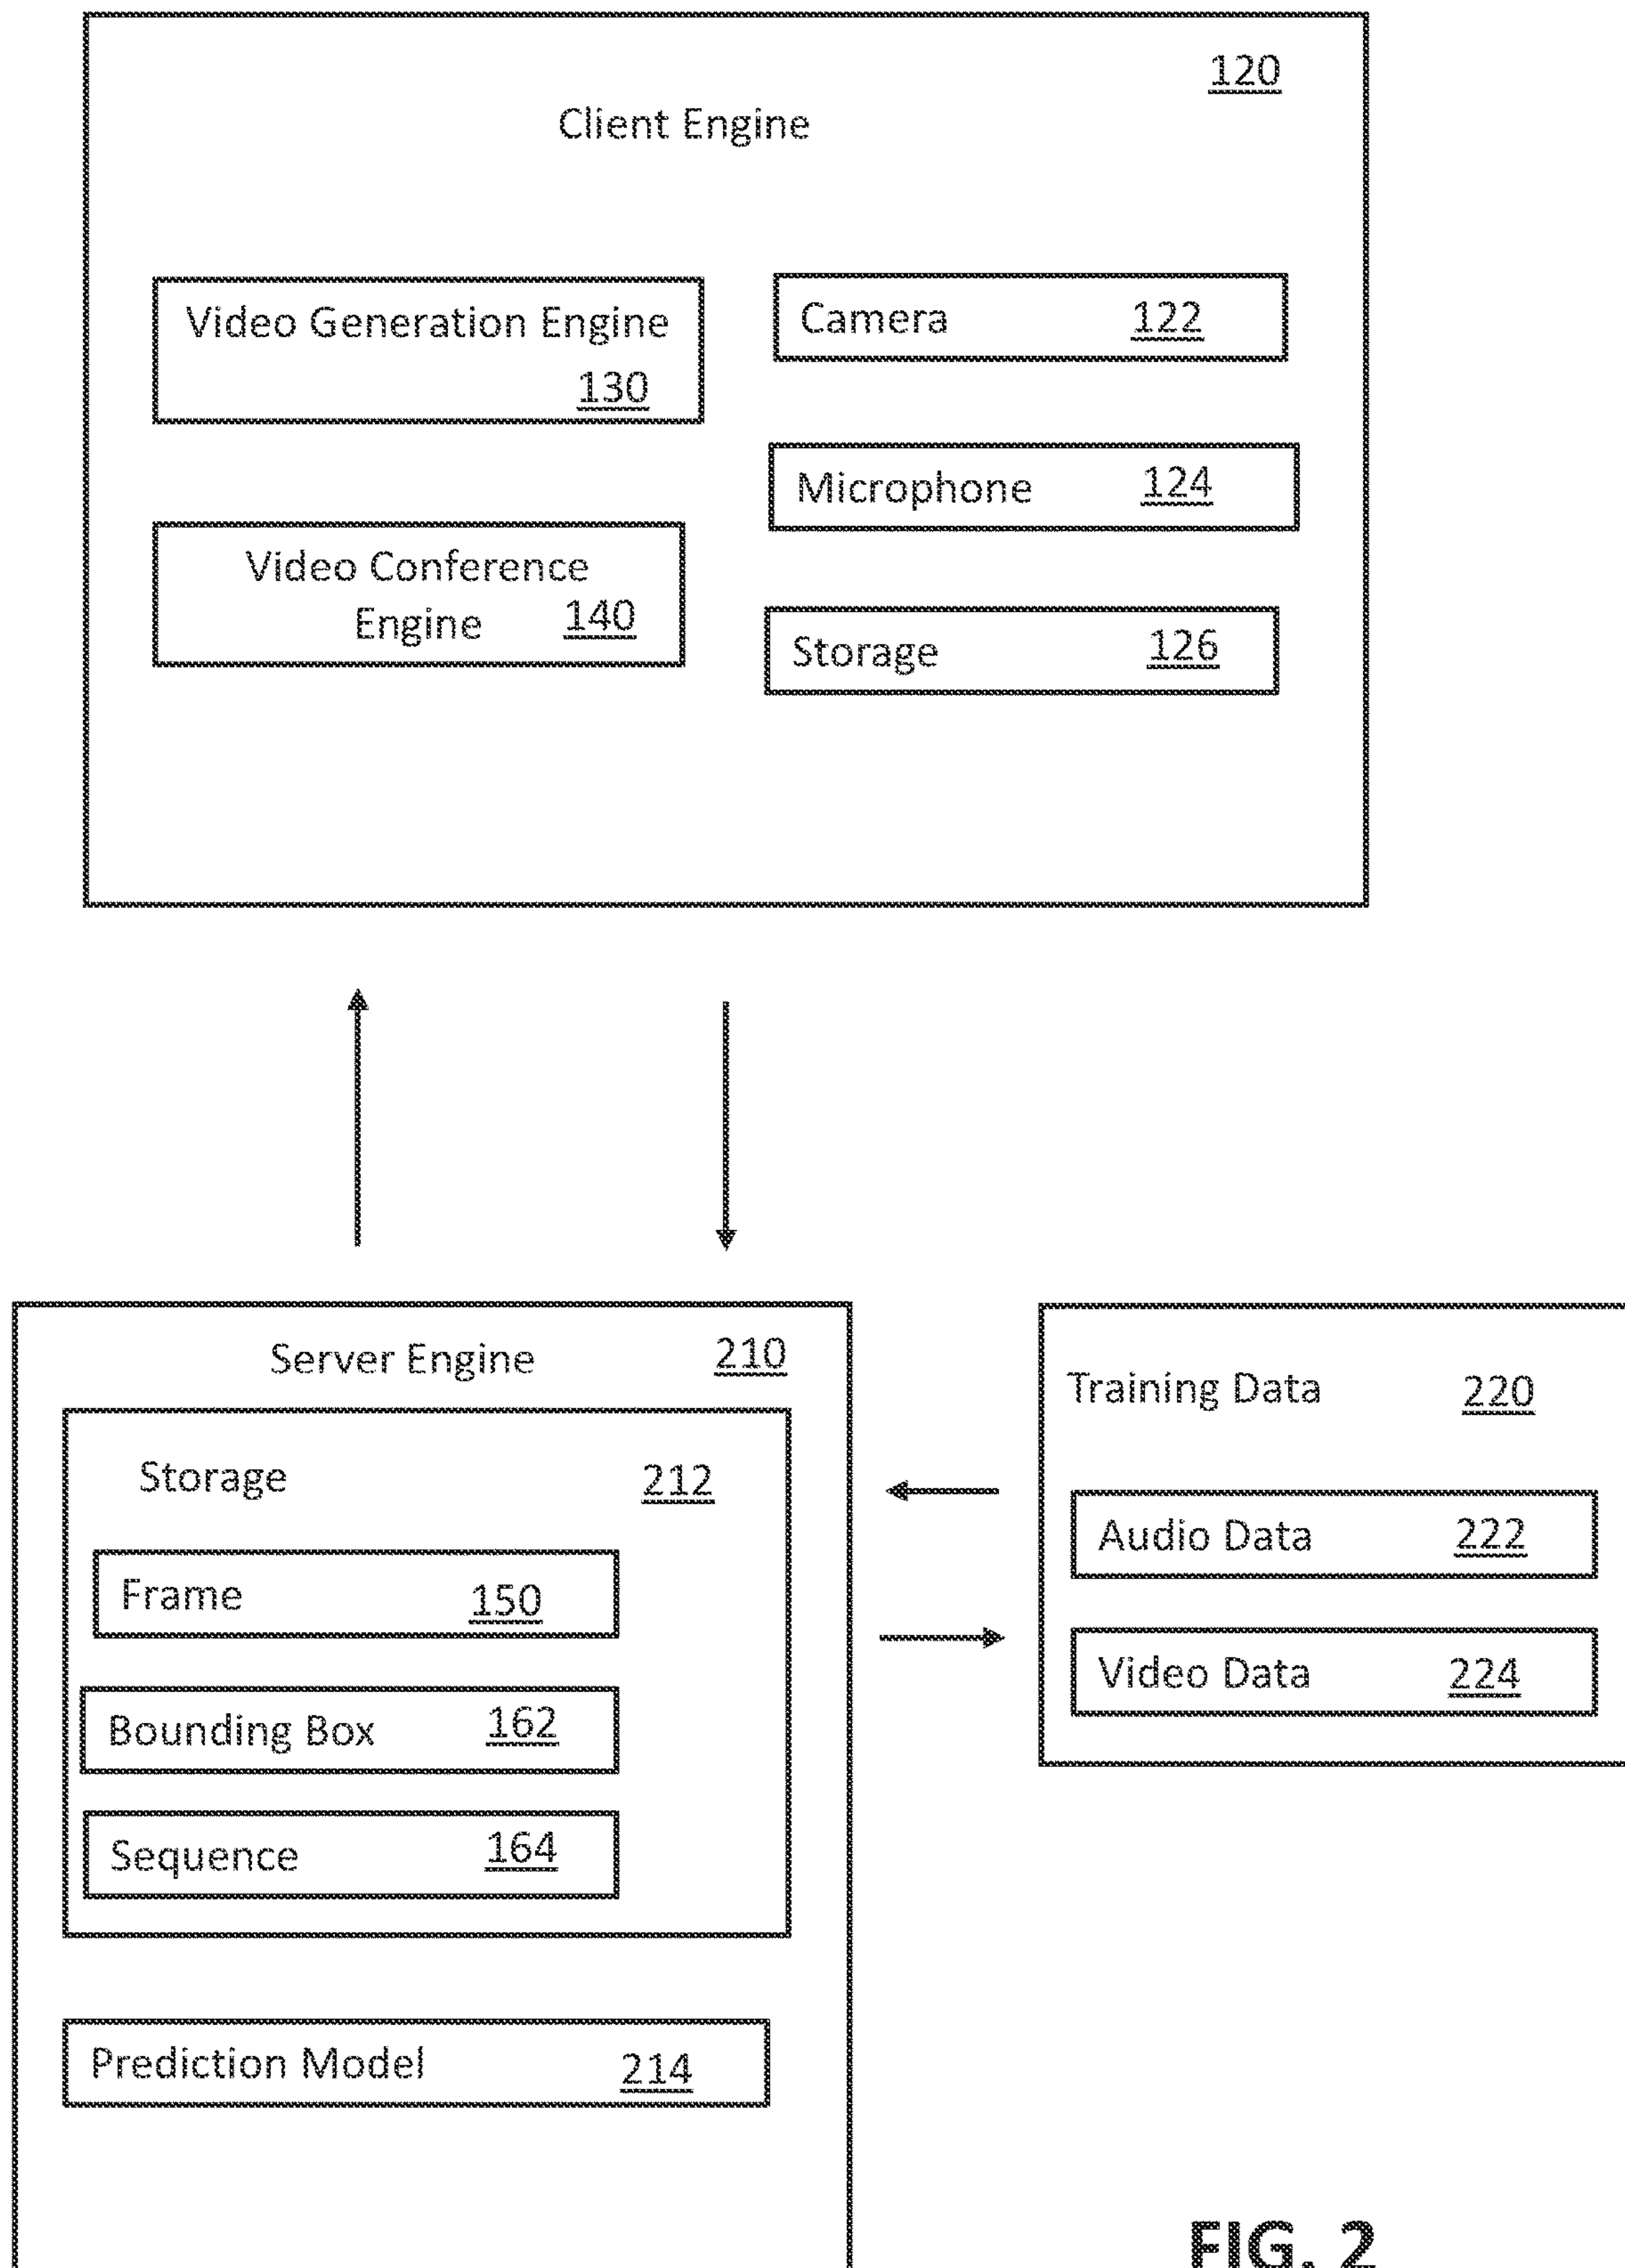 120
Client Engine
Video Generation Engine
130
Camera 122
Microphone 124
Video Conference
Engine 140
Storage 126
Server Engine 210
Storage 212
Frame 150
Bounding Box 162
Sequence 164
Prediction Model 214
Training Data 220
Audio Data 222
Video Data 224
FIG. 2